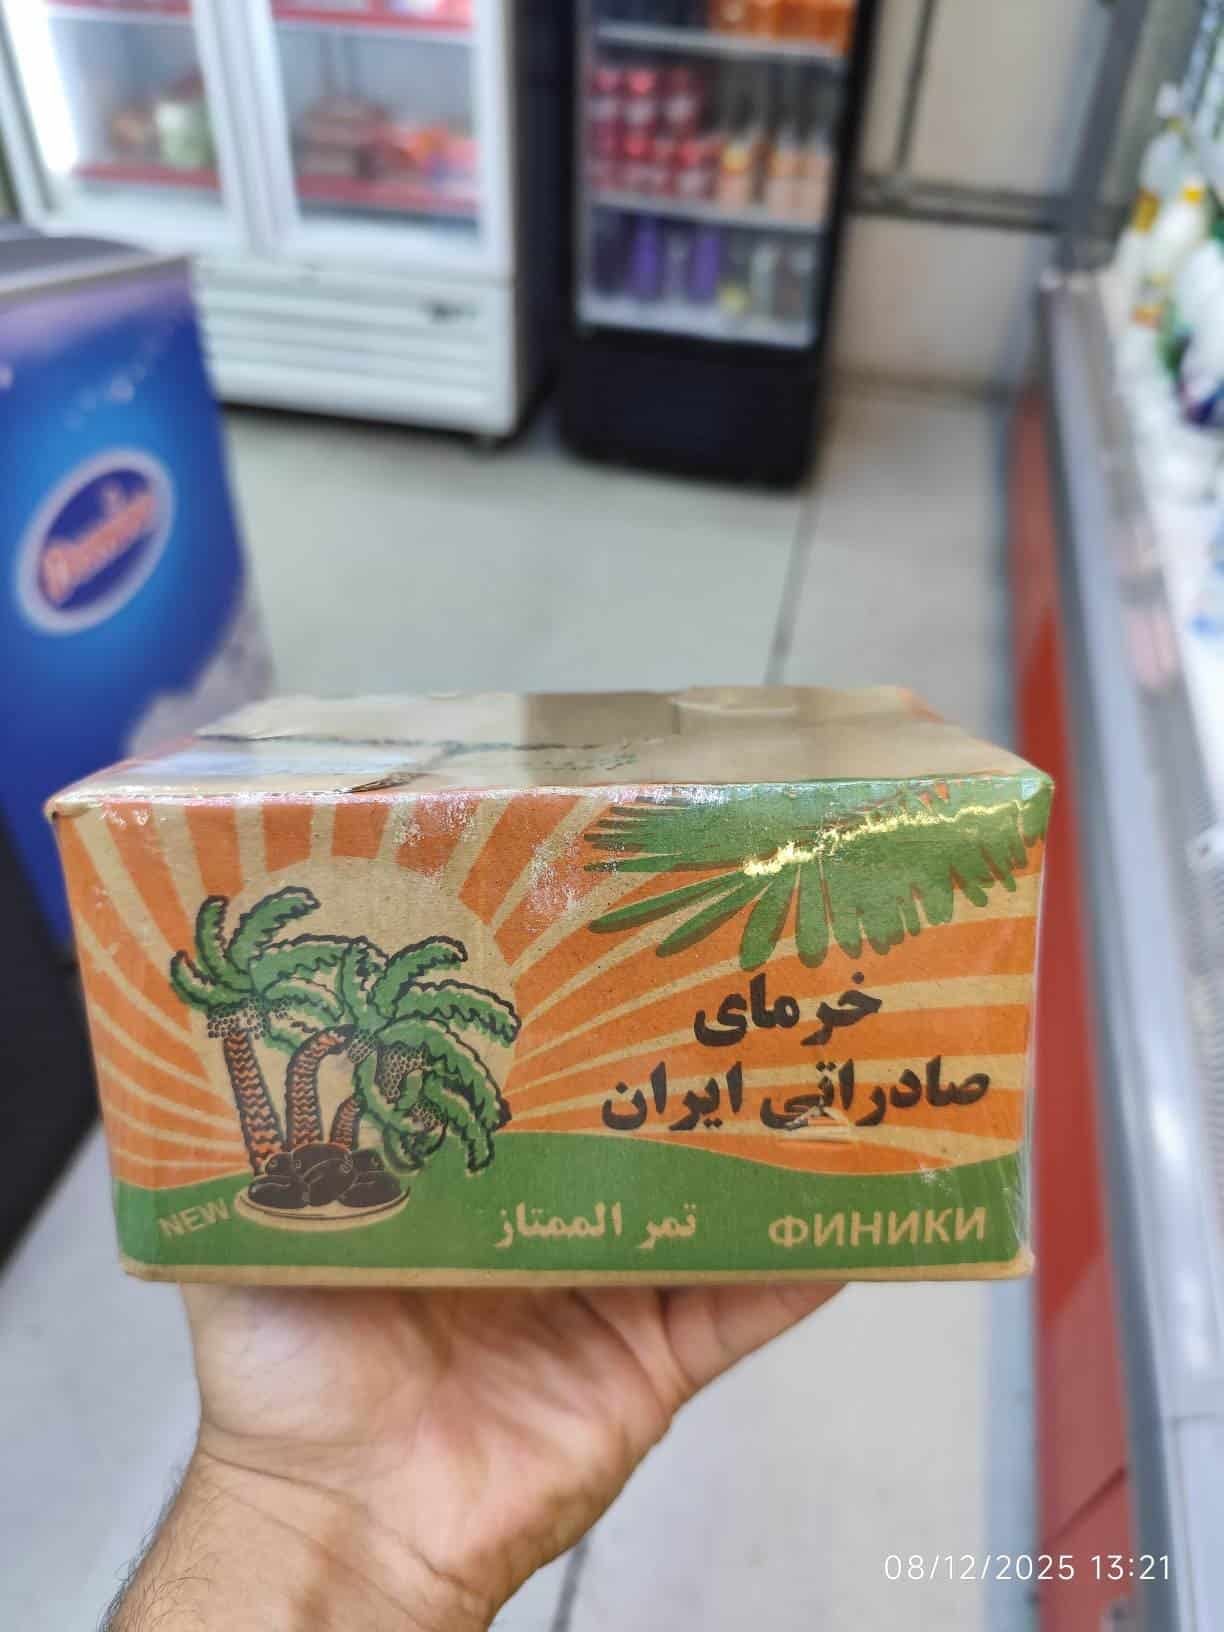 خرمای
صادراتی ایران
NEW
تمر الممتاز
ФИНИКИ
08/12/2025 13:21